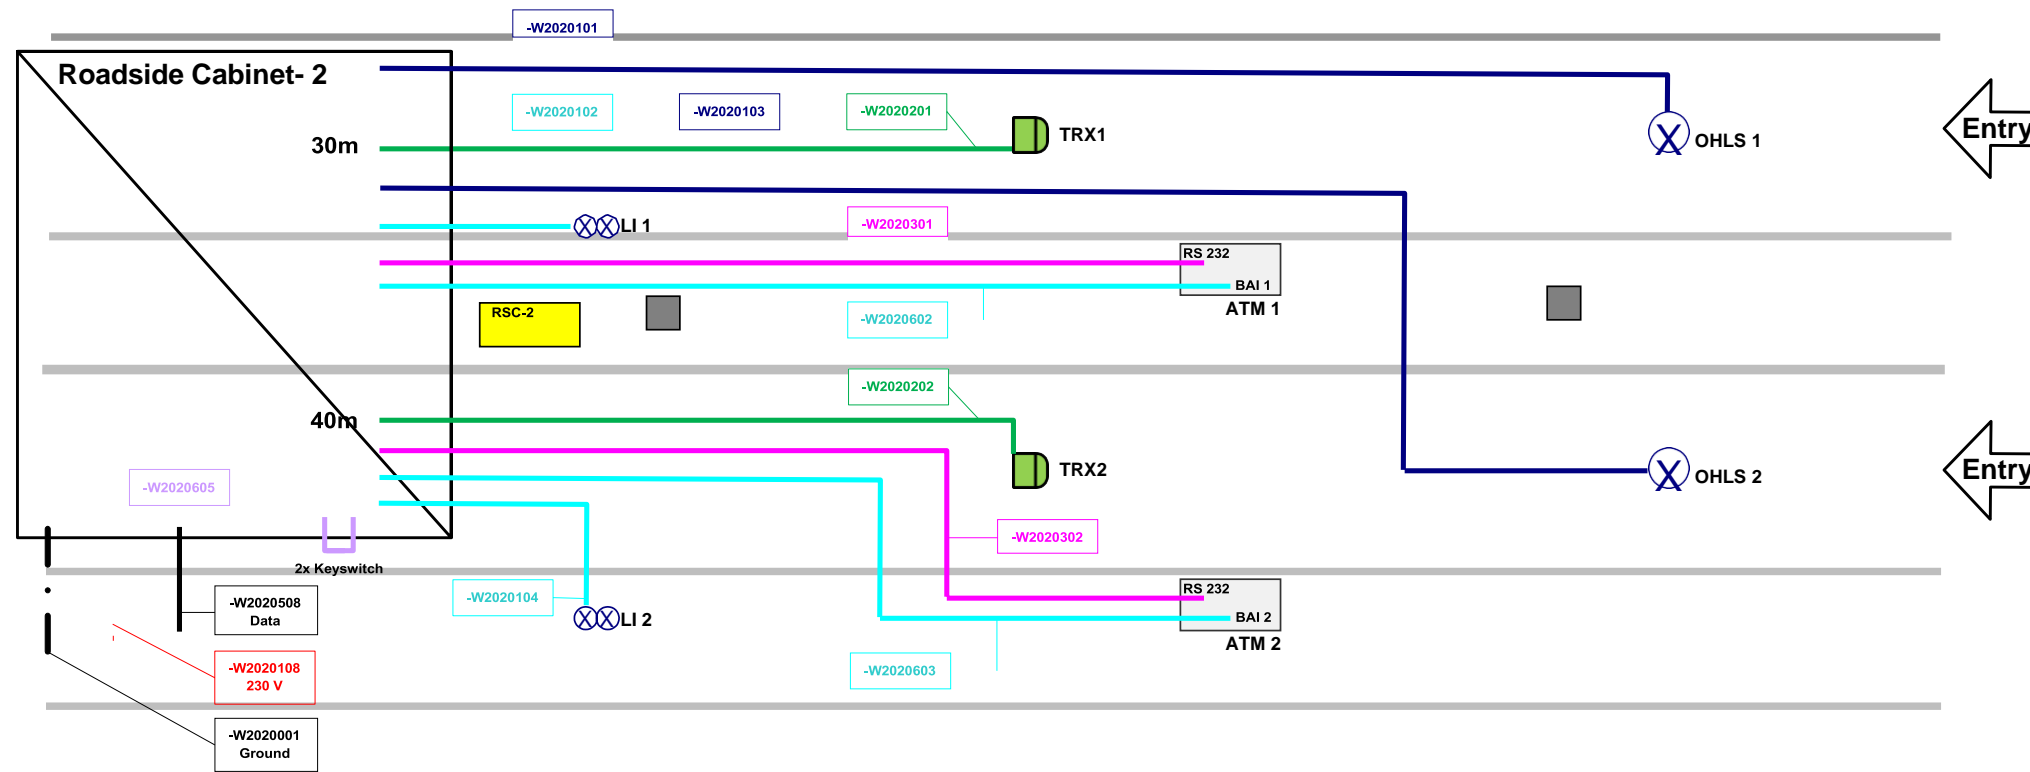 -W2020101
Roadside Cabinet- 2
-W2020102
-W2020103
-W2020201
TRX1
X
OHLS 1
Entry
30m
LI 1
-W2020301
RS 232
BAI 1
ATM 1
RSC-2
-W2020602
-W2020202
40m
TRX2
X
OHLS 2
Entry
-W2020605
-W2020302
2x Keyswitch
-W2020104
LI 2
RS 232
BAI 2
ATM 2
-W2020508
Data
-W2020108
230 V
-W2020603
-W2020001
Ground